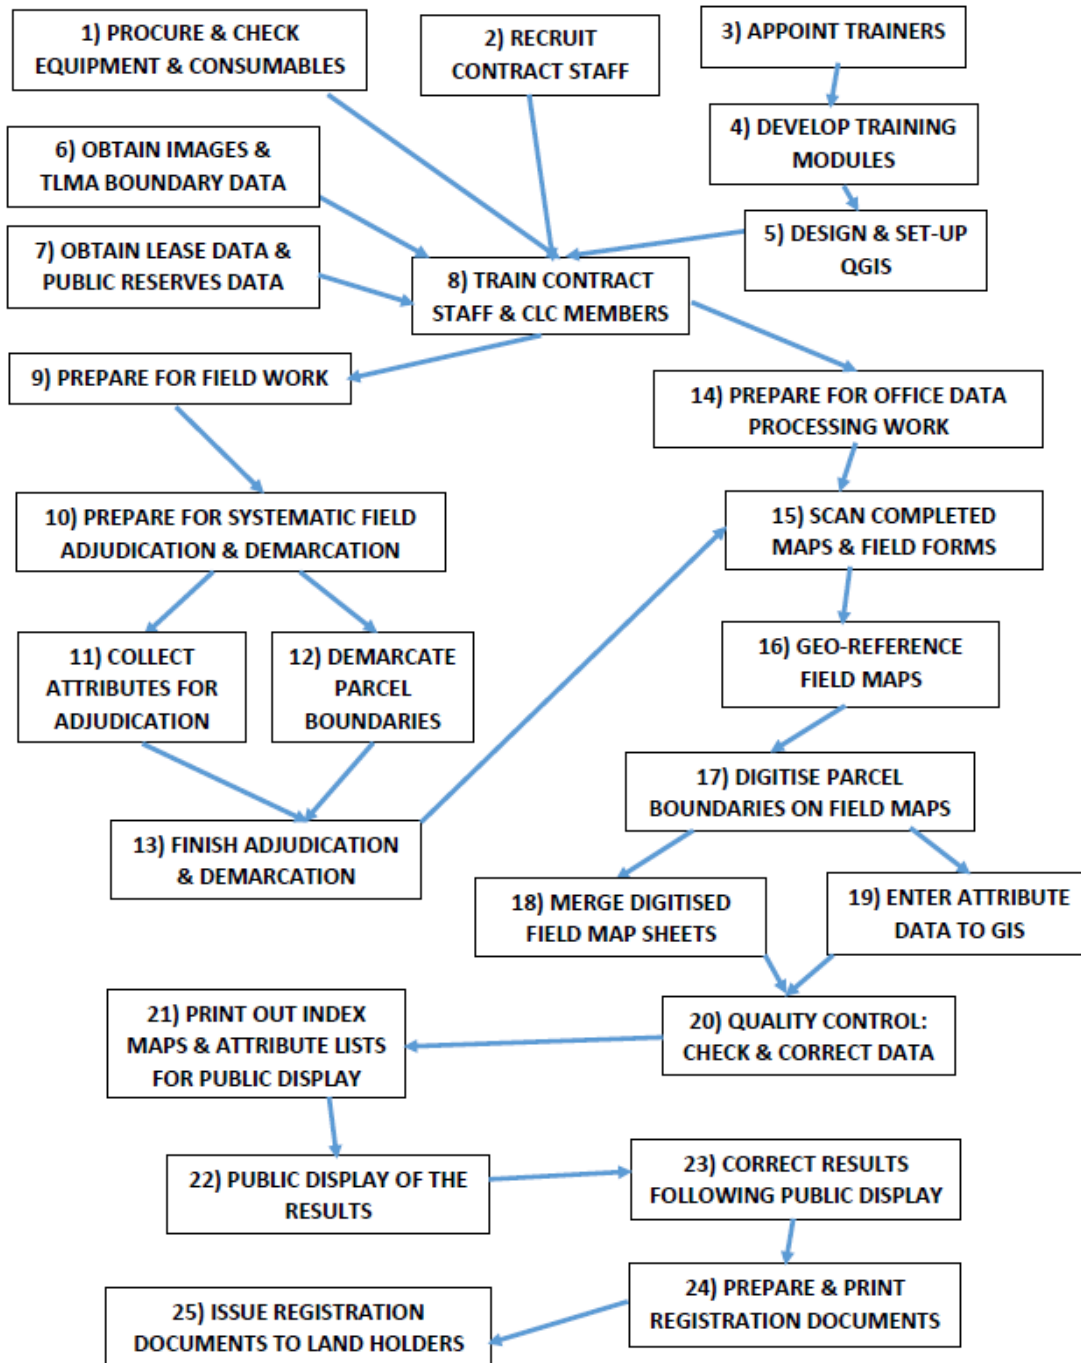 1) PROCURE & CHECK
EQUIPMENT & CONSUMABLES
2) RECRUIT
CONTRACT STAFF
3) APPOINT TRAINERS
4) DEVELOP TRAINING
MODULES
5) DESIGN & SET-UP
QGIS
6) OBTAIN IMAGES &
TLMA BOUNDARY DATA
7) OBTAIN LEASE DATA &
PUBLIC RESERVES DATA
8) TRAIN CONTRACT
STAFF & CLC MEMBERS
9) PREPARE FOR FIELD WORK
10) PREPARE FOR SYSTEMATIC FIELD
ADJUDICATION & DEMARCATION
11) COLLECT
ATTRIBUTES FOR
ADJUDICATION
12) DEMARCATE
PARCEL
BOUNDARIES
13) FINISH ADJUDICATION
& DEMARCATION
14) PREPARE FOR OFFICE DATA
PROCESSING WORK
15) SCAN COMPLETED
MAPS & FIELD FORMS
16) GEO-REFERENCE
FIELD MAPS
17) DIGITISE PARCEL
BOUNDARIES ON FIELD MAPS
18) MERGE DIGITISED
FIELD MAP SHEETS
19) ENTER ATTRIBUTE
DATA TO GIS
20) QUALITY CONTROL:
CHECK & CORRECT DATA
21) PRINT OUT INDEX
MAPS & ATTRIBUTE LISTS
FOR PUBLIC DISPLAY
22) PUBLIC DISPLAY OF THE
RESULTS
23) CORRECT RESULTS
FOLLOWING PUBLIC DISPLAY
24) PREPARE & PRINT
REGISTRATION DOCUMENTS
25) ISSUE REGISTRATION
DOCUMENTS TO LAND HOLDERS